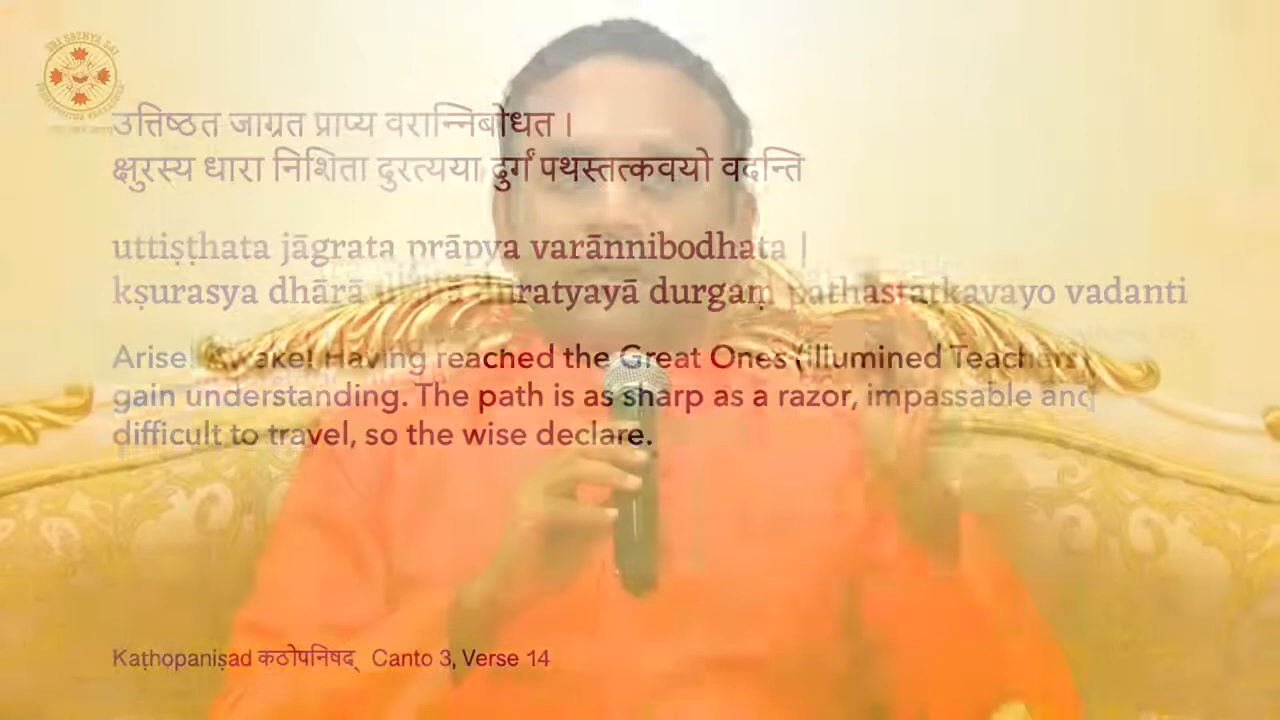 SRI SATHYA SAI
उत्तिष्ठत जाग्रत प्राप्य वरान्निबोधत ।
क्षुरस्य धारा निशिता दुरत्यया दुर्गं पथस्तत्कवयो वदन्ति
uttiṣṭhata jāgrata prāpya varānnibodhata |
kṣurasya dhārā duratyayā durgaṃ pathastatkavayo vadanti
Arise! Awake! Having reached the Great Ones (illumined Teachers)
gain understanding. The path is as sharp as a razor, impassable and
difficult to travel, so the wise declare.
Kaṭhopaniṣad कठोपनिषद् Canto 3, Verse 14